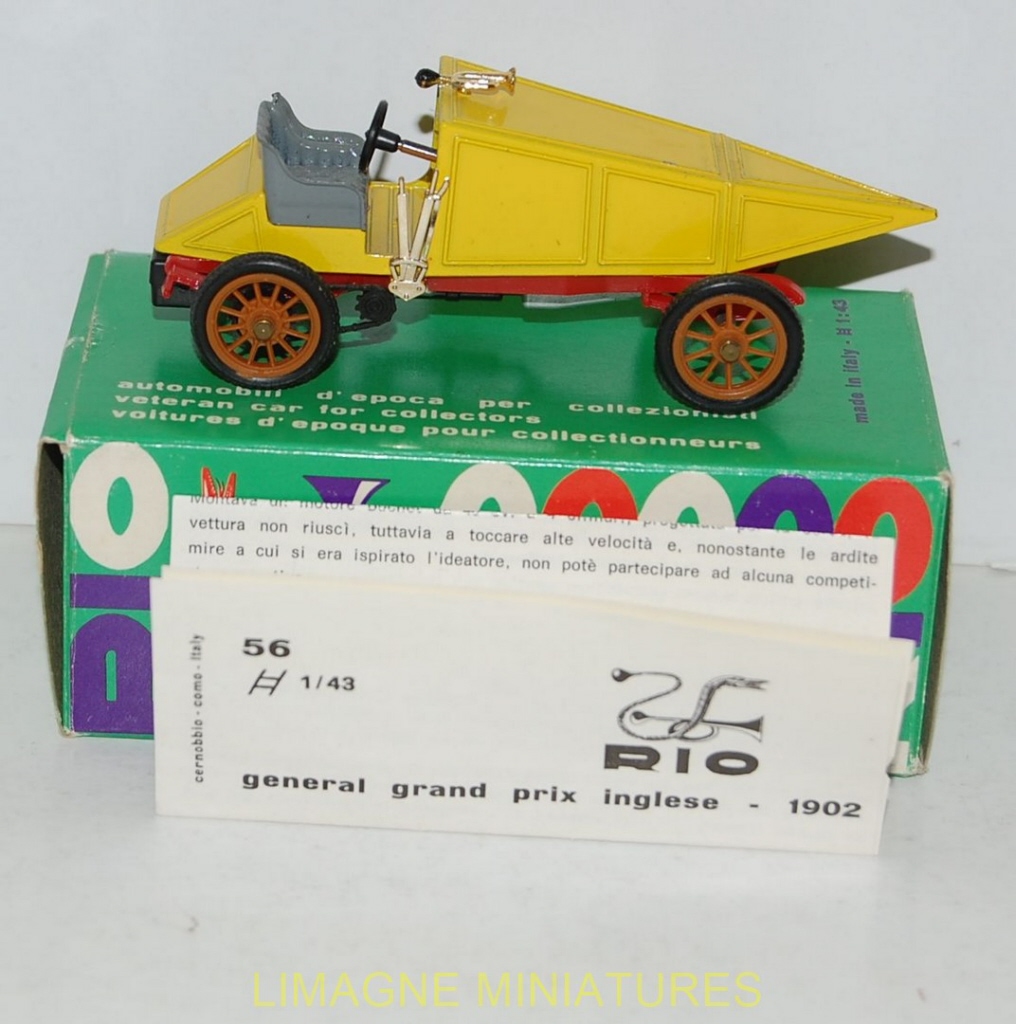 made in italy - 1:43
automobili d'epoca per collezionisti
veteran car for collectors
voitures d'epoque pour collectionneurs
vettura non riuscì, tuttavia a toccare alte velocità e, nonostante le ardite
mire a cui si era ispirato l'ideatore, non potè partecipare ad alcuna competi-
cernobbio - como - italy
56
1/43
RIO
general grand prix inglese - 1902
LIMAGNE MINIATURES